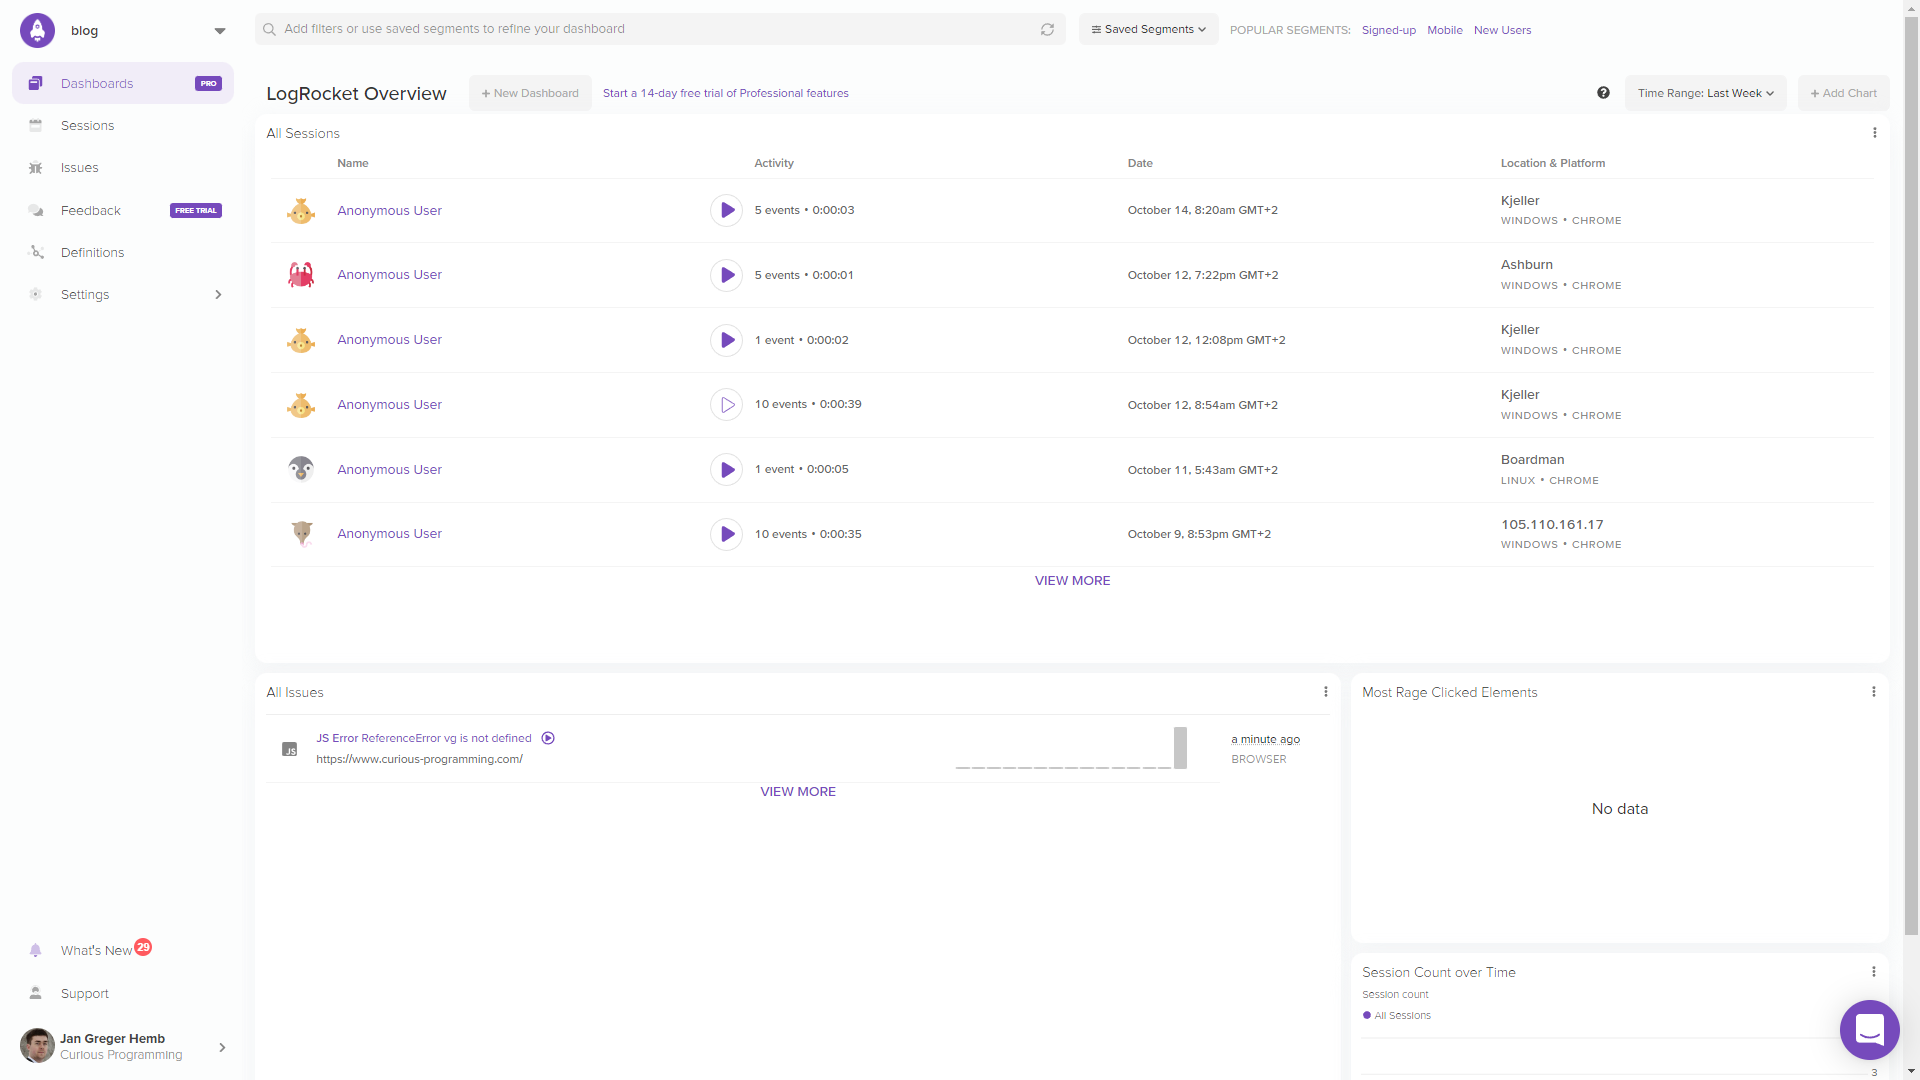 blog
Add filters or use saved segments to refine your dashboard
Saved Segments
POPULAR SEGMENTS: Signed-up Mobile New Users
Dashboards PRO
Sessions
Issues
Feedback FREE TRIAL
Definitions
Settings
LogRocket Overview
+ New Dashboard
Start a 14-day free trial of Professional features
?
Time Range: Last Week
+ Add Chart
All Sessions
Name Activity Date Location & Platform
Anonymous User 5 events • 0:00:03 October 14, 8:20am GMT+2 Kjeller
WINDOWS • CHROME
Anonymous User 5 events • 0:00:01 October 12, 7:22pm GMT+2 Ashburn
WINDOWS • CHROME
Anonymous User 1 event • 0:00:02 October 12, 12:08pm GMT+2 Kjeller
WINDOWS • CHROME
Anonymous User 10 events • 0:00:39 October 12, 8:54am GMT+2 Kjeller
WINDOWS • CHROME
Anonymous User 1 event • 0:00:05 October 11, 5:43am GMT+2 Boardman
LINUX • CHROME
Anonymous User 10 events • 0:00:35 October 9, 8:53pm GMT+2 105.110.161.17
WINDOWS • CHROME
VIEW MORE
All Issues
JS
JS Error ReferenceError vg is not defined
https://www.curious-programming.com/
a minute ago
BROWSER
VIEW MORE
Most Rage Clicked Elements
No data
Session Count over Time
Session count
All Sessions
3
What's New 29
Support
Jan Greger Hemb
Curious Programming